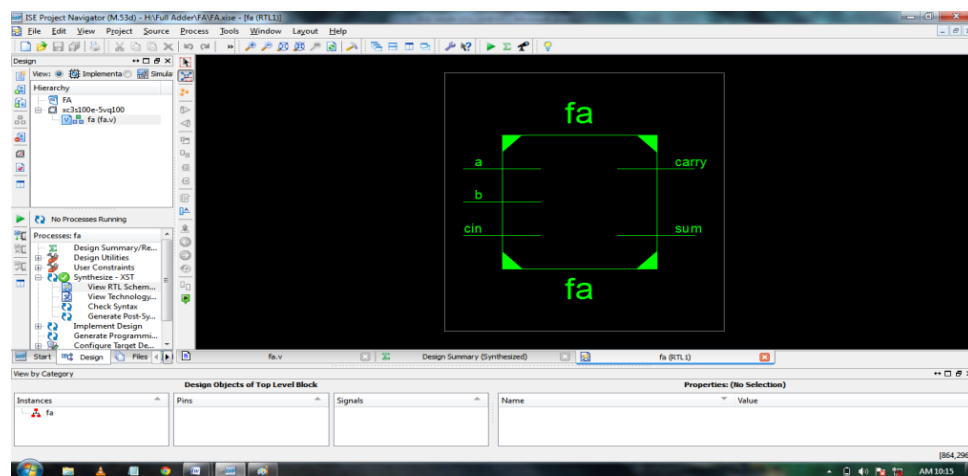 ISE Project Navigator (M.53d) - H:\Full Adder\FA\FA.xise - [fa (RTL1)]
File Edit View Project Source Process Tools Window Layout Help
Design
View: Implementa Simula
Hierarchy
FA
xc3s100e-5vq100
fa (fa.v)
fa
a
b
cin
carry
sum
fa
No Processes Running
Processes: fa
Design Summary/Re...
Design Utilities
User Constraints
Synthesize - XST
View RTL Schem...
View Technology...
Check Syntax
Generate Post-Sy...
Implement Design
Generate Programmi...
Configure Target De...
Start Design Files
fa.v Design Summary (Synthesized) fa (RTL1)
View by Category
Design Objects of Top Level Block Properties: (No Selection)
Instances Pins Signals Name Value
fa
[864,296
AM 10:15